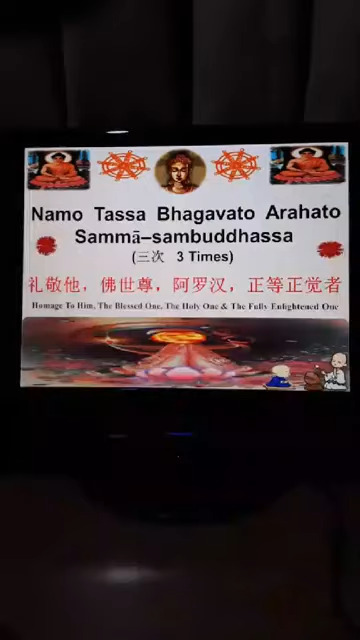 Namo Tassa Bhagavato Arahato
Sammā–sambuddhassa
(三次 3 Times)
礼敬他，佛世尊，阿罗汉，正等正觉者
Homage To Him, The Blessed One, The Holy One & The Fully Enlightened One